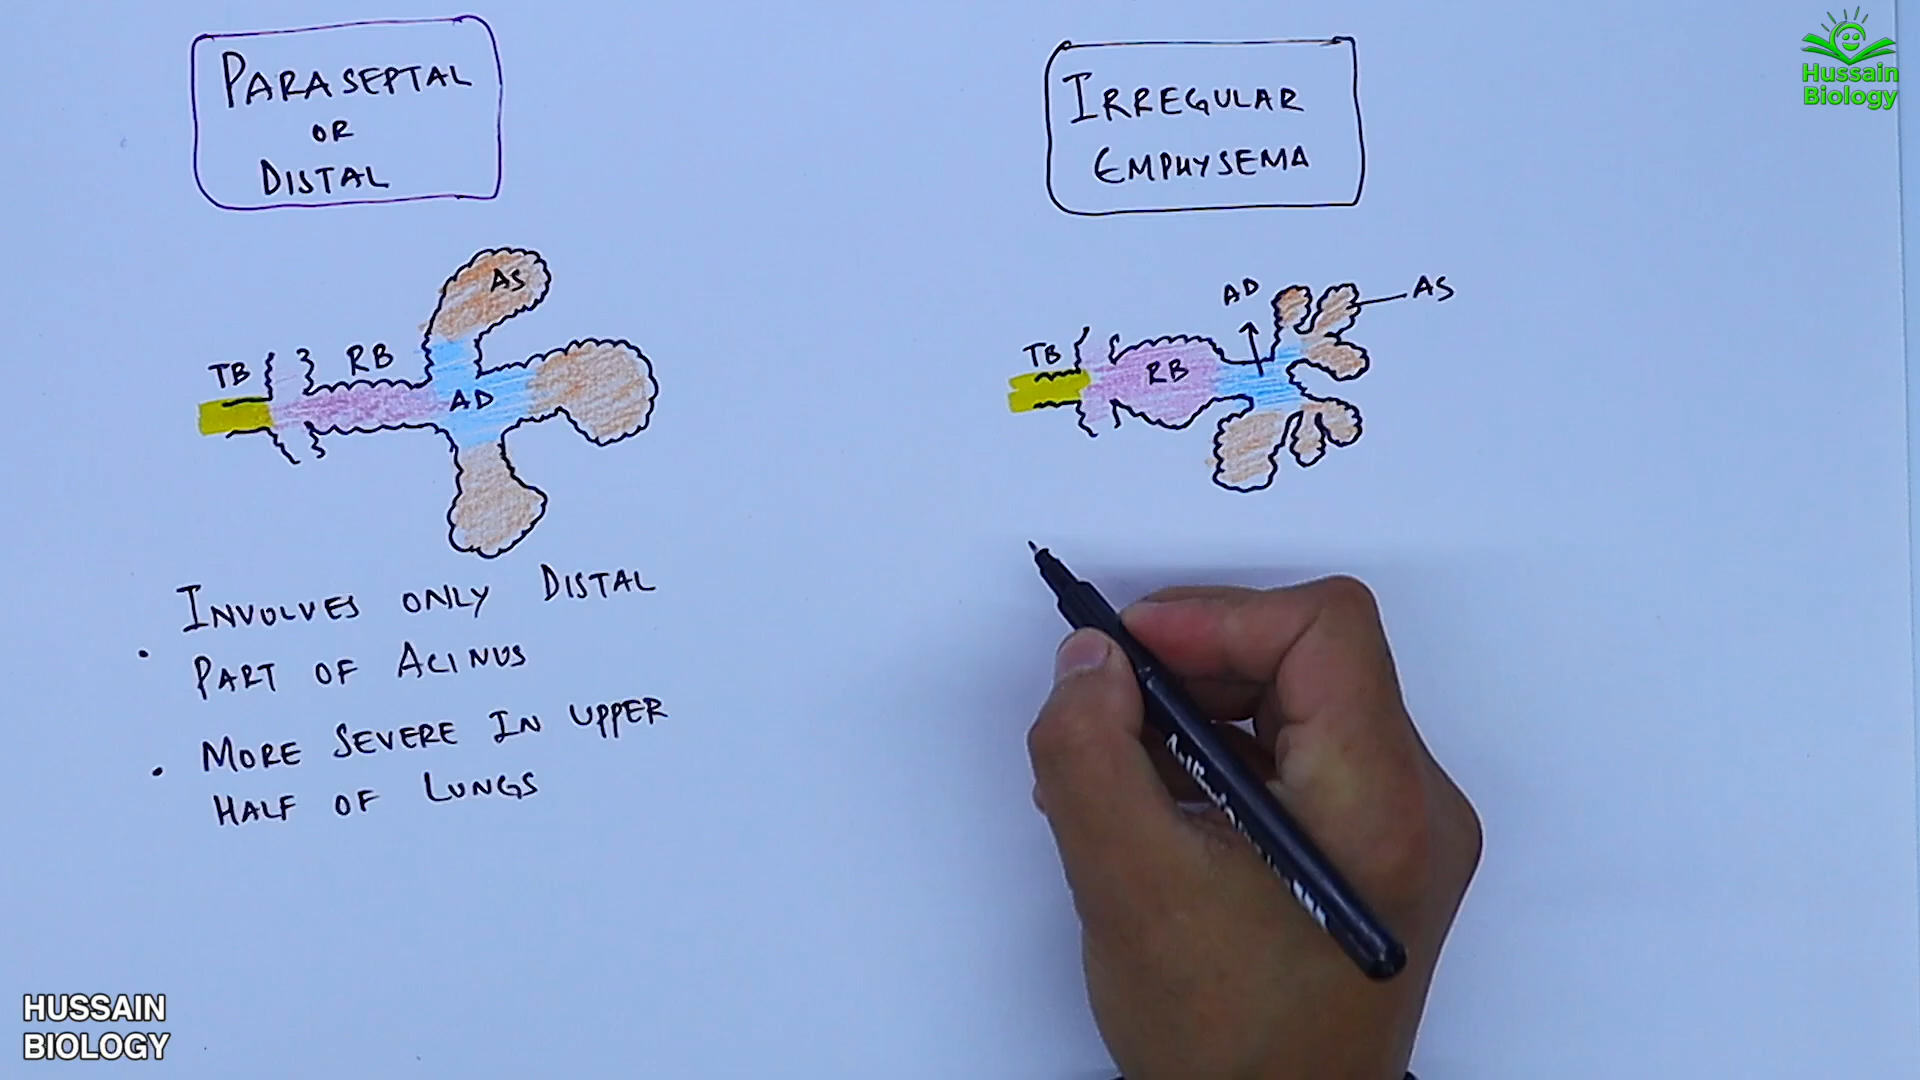 PARASEPTAL
OR
DISTAL
AS
TB
RB
AD
• INVOLVES ONLY DISTAL
PART OF ACINUS
• MORE SEVERE IN UPPER
HALF OF LUNGS
IRREGULAR
EMPHYSEMA
AD
AS
TB
RB
Hussain
Biology
HUSSAIN
BIOLOGY